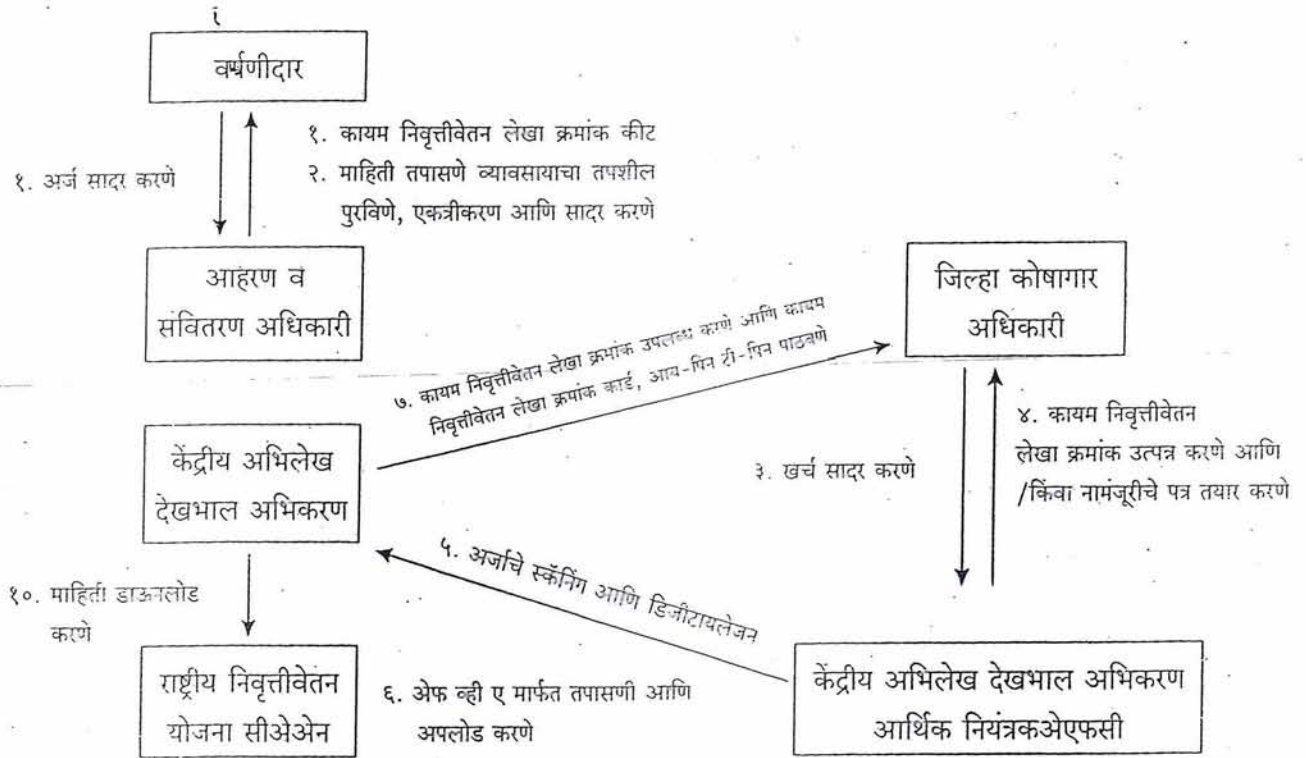 वर्षणीदार
१. कायम निवृत्तीवेतन लेखा क्रमांक कीट
२. माहिती तपासणे व्यावसायाचा तपशील
पुरविणे, एकत्रीकरण आणि सादर करणे
१. अर्ज सादर करणे
आहरण व
संवितरण अधिकारी
जिल्हा कोषागार
अधिकारी
७. कायम निवृत्तीवेतन लेखा क्रमांक उपलब्ध करणे आणि कायम
निवृत्तीवेतन लेखा क्रमांक कार्ड, आय-पिन टी-पिन पाठवणे
केंद्रीय अभिलेख
देखभाल अभिकरण
३. खर्च सादर करणे
४. कायम निवृत्तीवेतन
लेखा क्रमांक उत्पन्न करणे आणि
/किंवा नामंजूरीचे पत्र तयार करणे
५. अर्जाचे स्कॅनिंग आणि डिजीटायलेजन
१०. माहिती डाऊनलोड
करणे
राष्ट्रीय निवृत्तीवेतन
योजना सीअेअेन
६. अेफ व्ही ए मार्फत तपासणी आणि
अपलोड करणे
केंद्रीय अभिलेख देखभाल अभिकरण
आर्थिक नियंत्रकअेएफसी